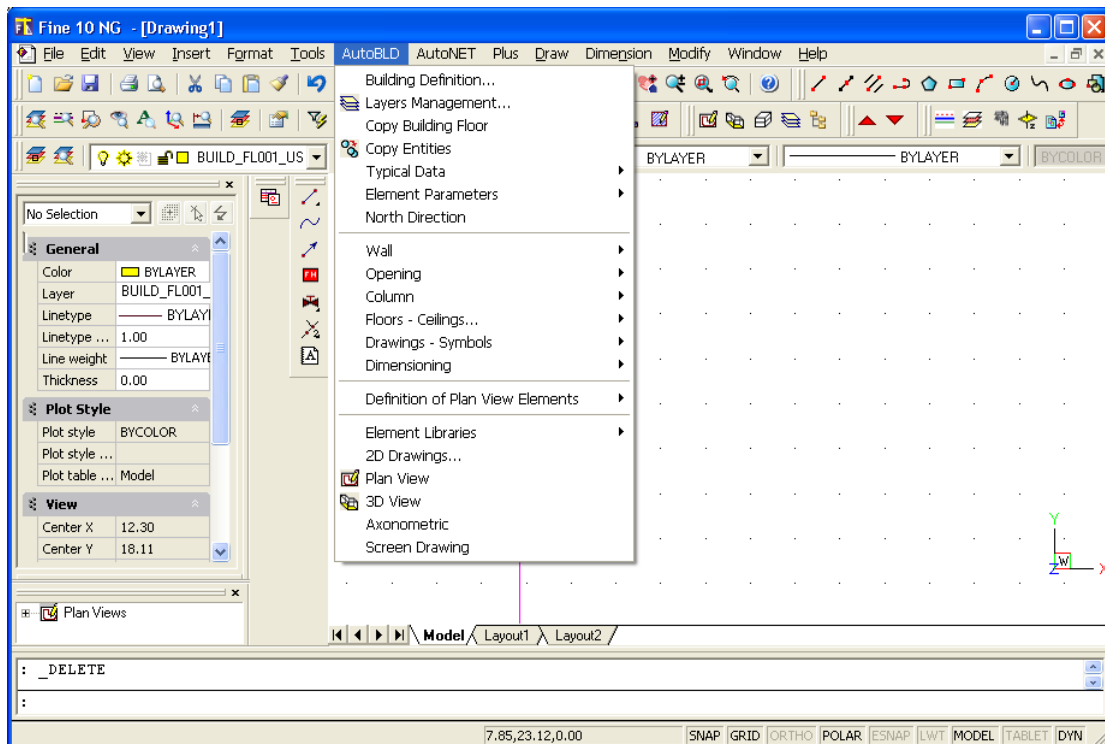 Fine 10 NG - [Drawing1]
File Edit View Insert Format Tools AutoBLD AutoNET Plus Draw Dimension Modify Window Help
BUILD_FL001_US
BYLAYER
BYLAYER
BYCOLOR
Building Definition...
Layers Management...
Copy Building Floor
Copy Entities
Typical Data
Element Parameters
North Direction
Wall
Opening
Column
Floors - Ceilings...
Drawings - Symbols
Dimensioning
Definition of Plan View Elements
Element Libraries
2D Drawings...
Plan View
3D View
Axonometric
Screen Drawing
No Selection
General
Color BYLAYER
Layer BUILD_FL001_
Linetype BYLAYI
Linetype ... 1.00
Line weight BYLAYE
Thickness 0.00
Plot Style
Plot style BYCOLOR
Plot style ...
Plot table ... Model
View
Center X 12.30
Center Y 18.11
Plan Views
FH
A
Y
W
Z
X
Model Layout1 Layout2
: _DELETE
:
7.85,23.12,0.00 SNAP GRID ORTHO POLAR ESNAP LWT MODEL TABLET DYN